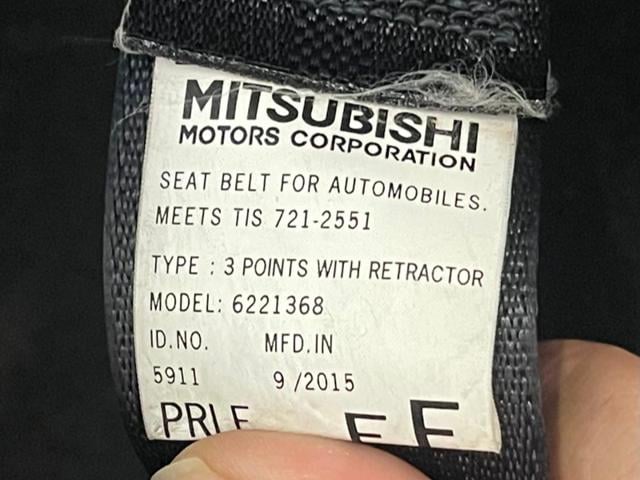 MITSUBISHI
MOTORS CORPORATION
SEAT BELT FOR AUTOMOBILES.
MEETS TIS 721-2551
TYPE : 3 POINTS WITH RETRACTOR
MODEL: 6221368
ID.NO. MFD.IN
5911 9/2015